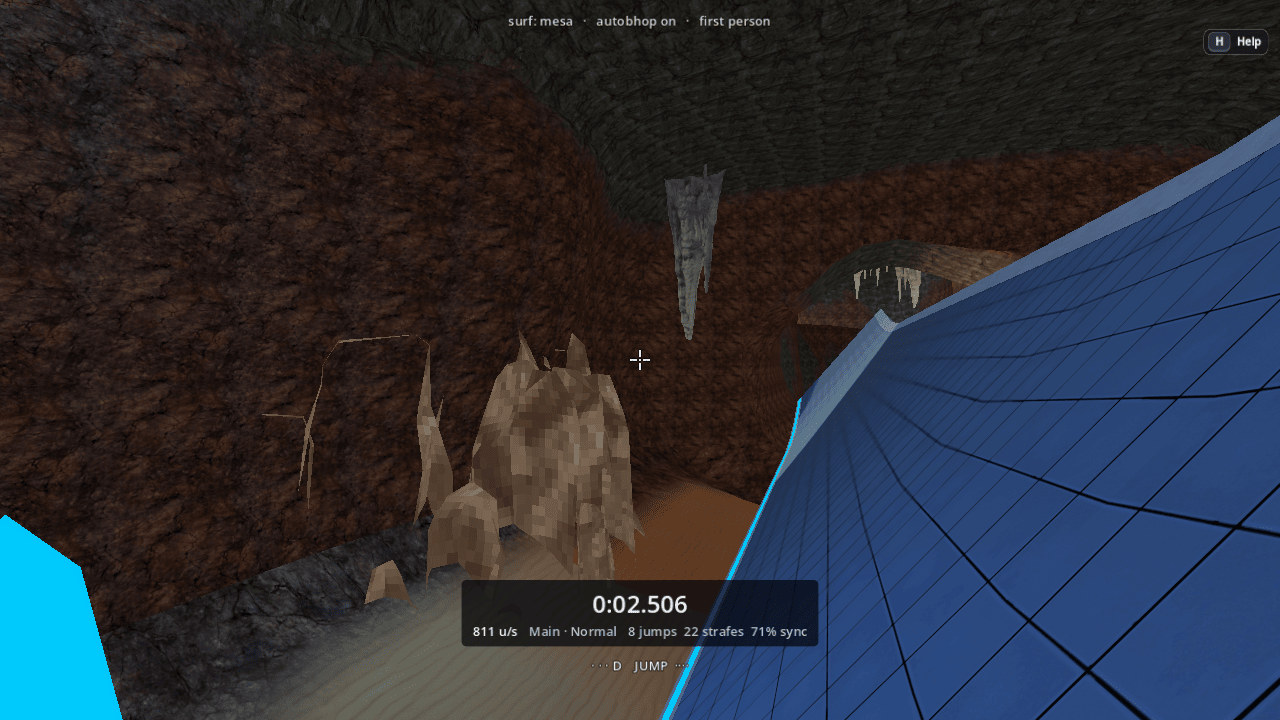 surf: mesa · autobhop on · first person
H Help
0:02.506
811 u/s Main · Normal 8 jumps 22 strafes 71% sync
· · · D JUMP ····